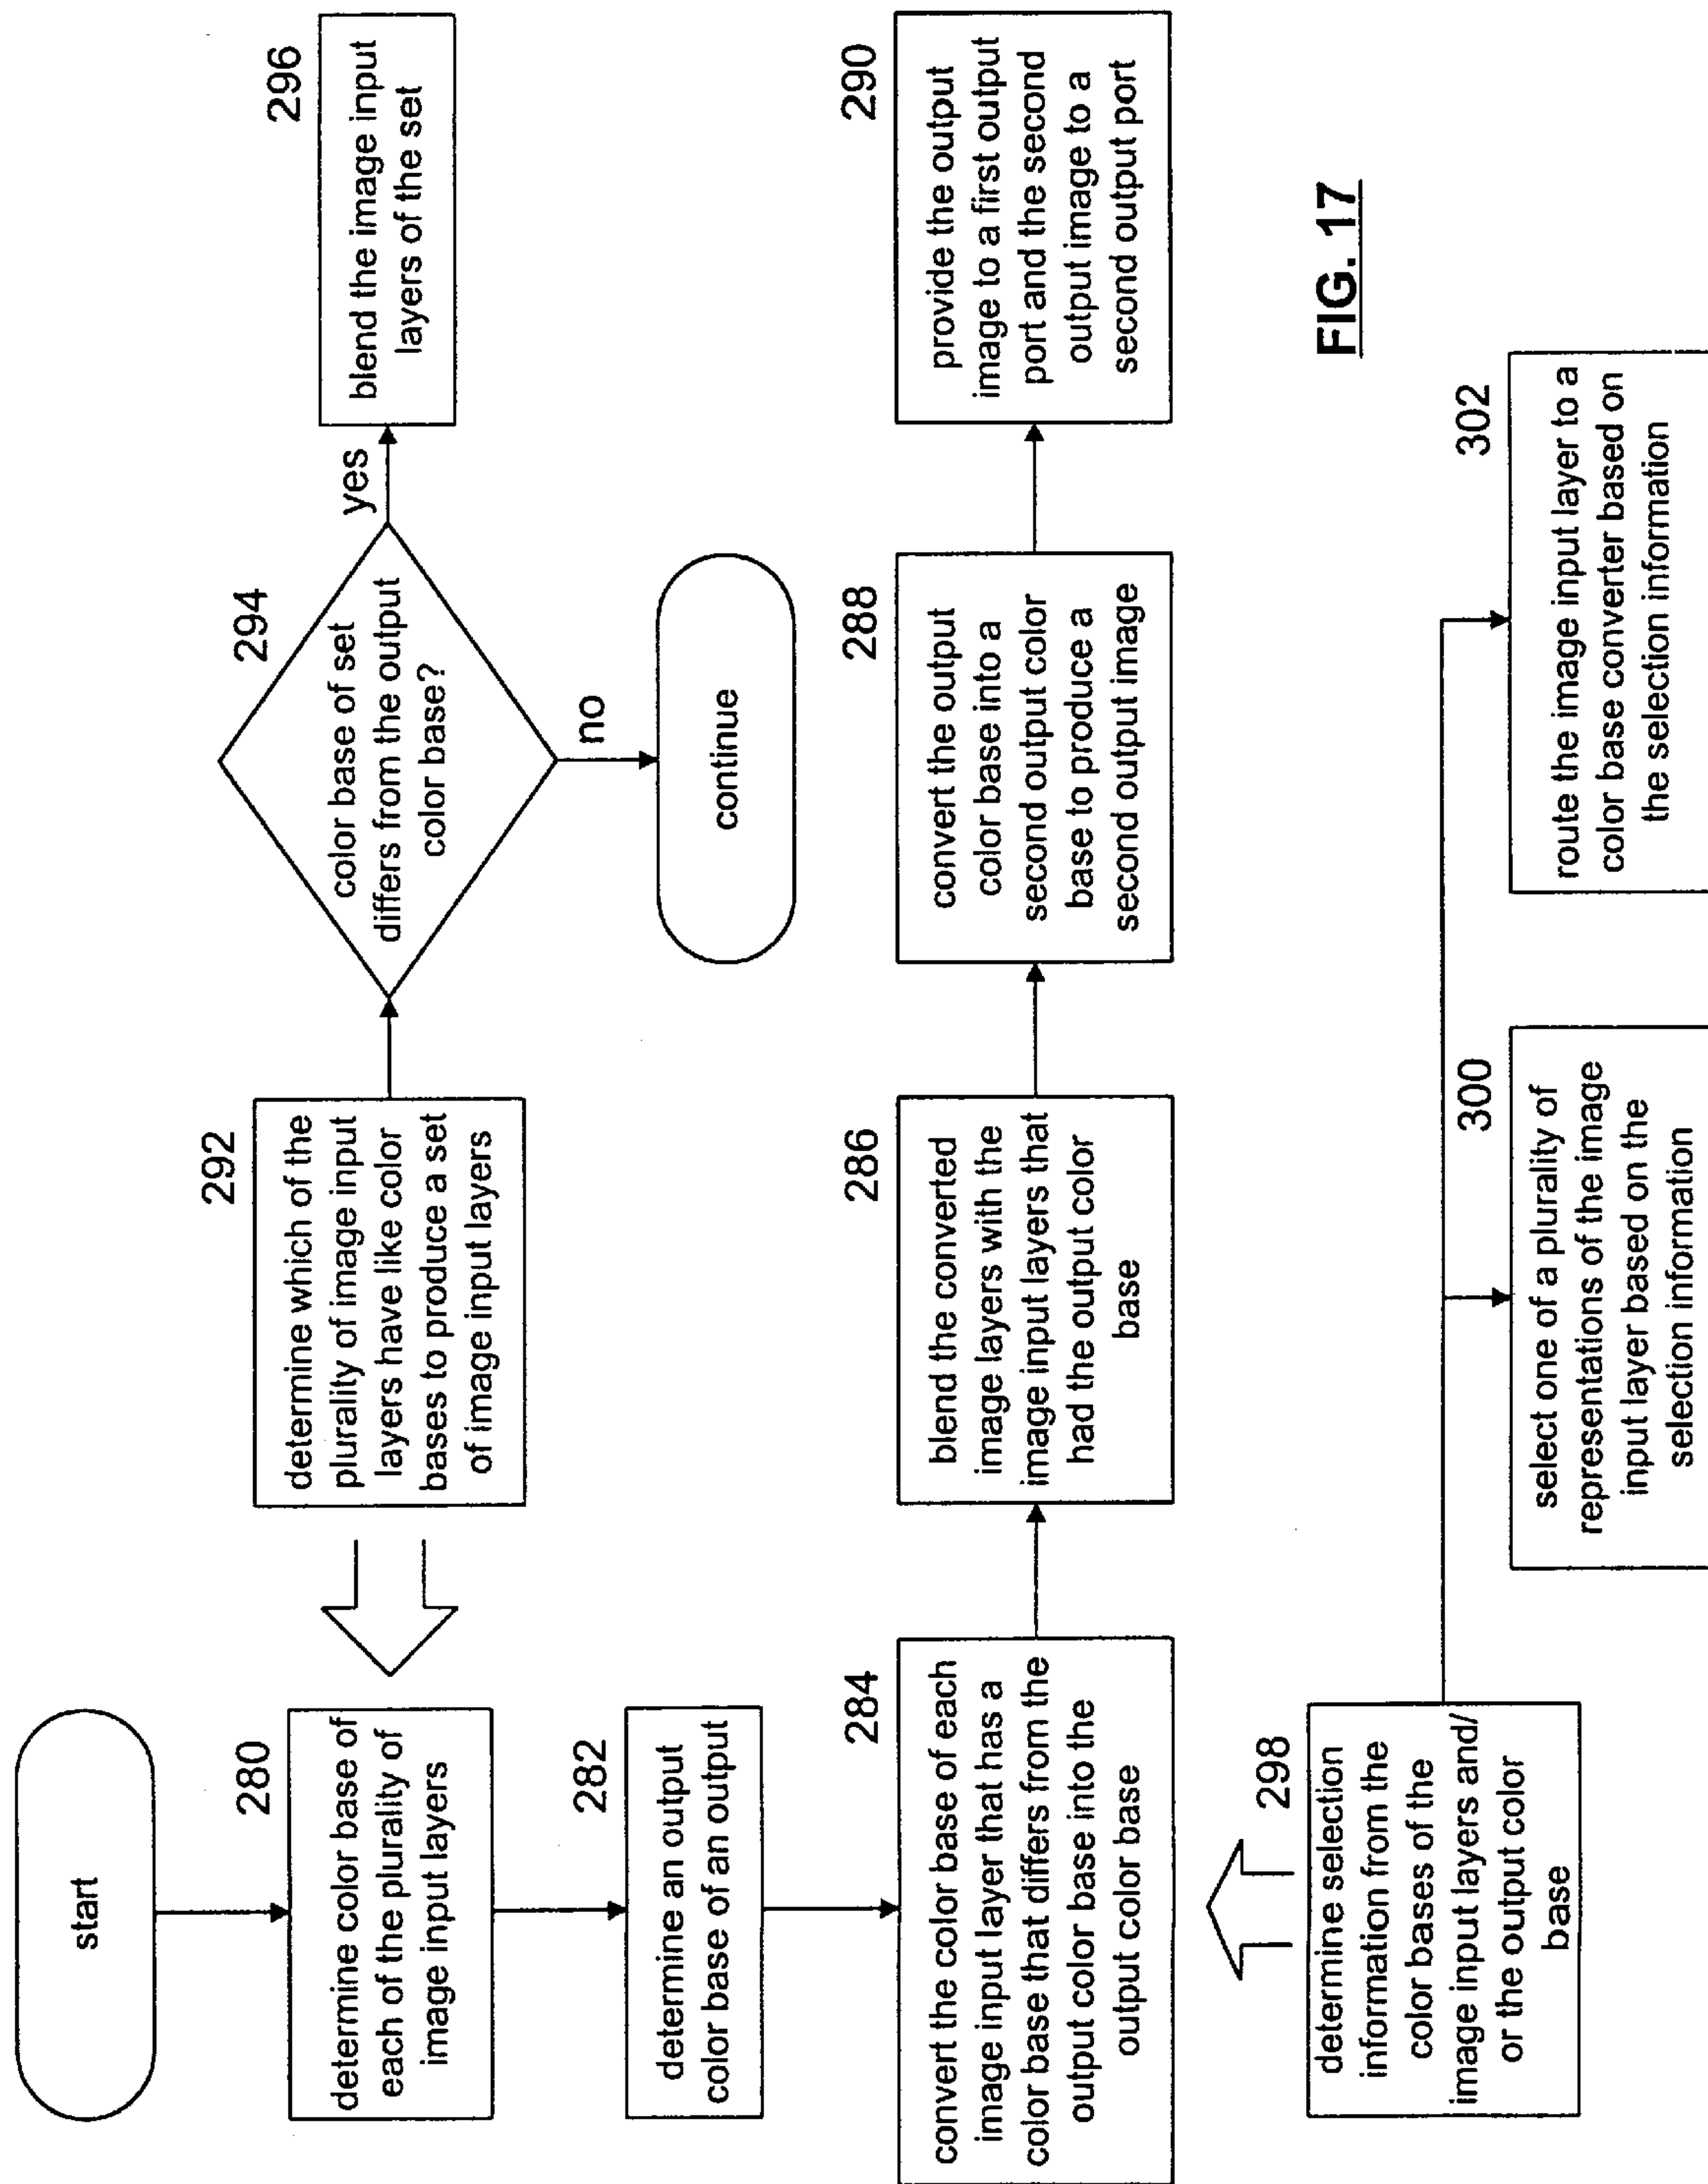 start
280
determine color base of
each of the plurality of
image input layers
282
determine an output
color base of an output
284
convert the color base of each
image input layer that has a
color base that differs from the
output color base into the
output color base
286
blend the converted
image layers with the
image input layers that
had the output color
base
288
convert the output
color base into a
second output color
base to produce a
second output image
290
provide the output
image to a first output
port and the second
output image to a
second output port
292
determine which of the
plurality of image input
layers have like color
bases to produce a set
of image input layers
294
color base of set
differs from the output
color base?
yes
no
296
blend the image input
layers of the set
continue
298
determine selection
information from the
color bases of the
image input layers and/
or the output color
base
300
select one of a plurality of
representations of the image
input layer based on the
selection information
302
route the image input layer to a
color base converter based on
the selection information
FIG. 17